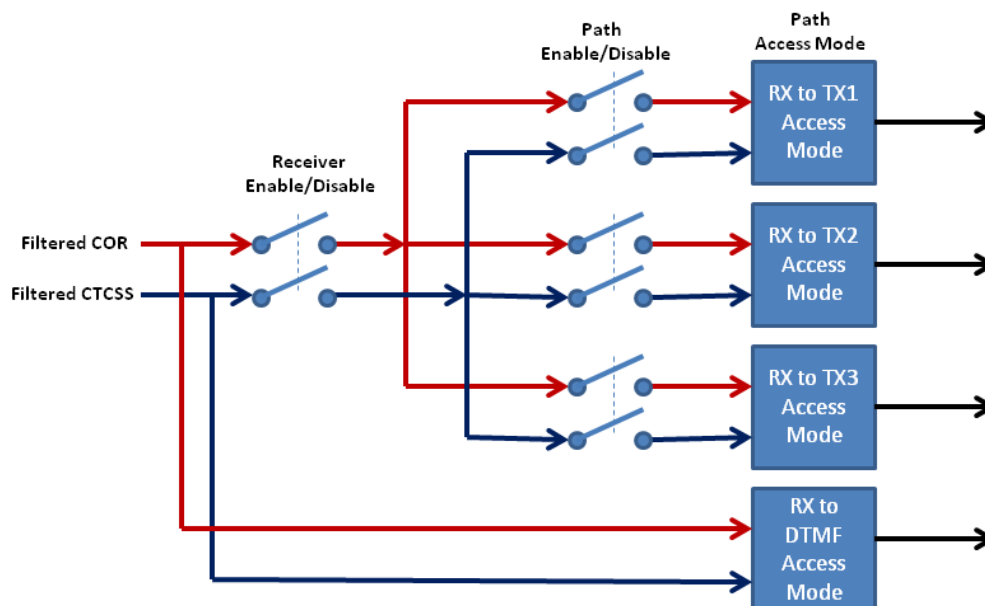 Path
Enable/Disable
Path
Access Mode
RX to TX1
Access
Mode
Receiver
Enable/Disable
Filtered COR
Filtered CTCSS
RX to TX2
Access
Mode
RX to TX3
Access
Mode
RX to
DTMF
Access
Mode